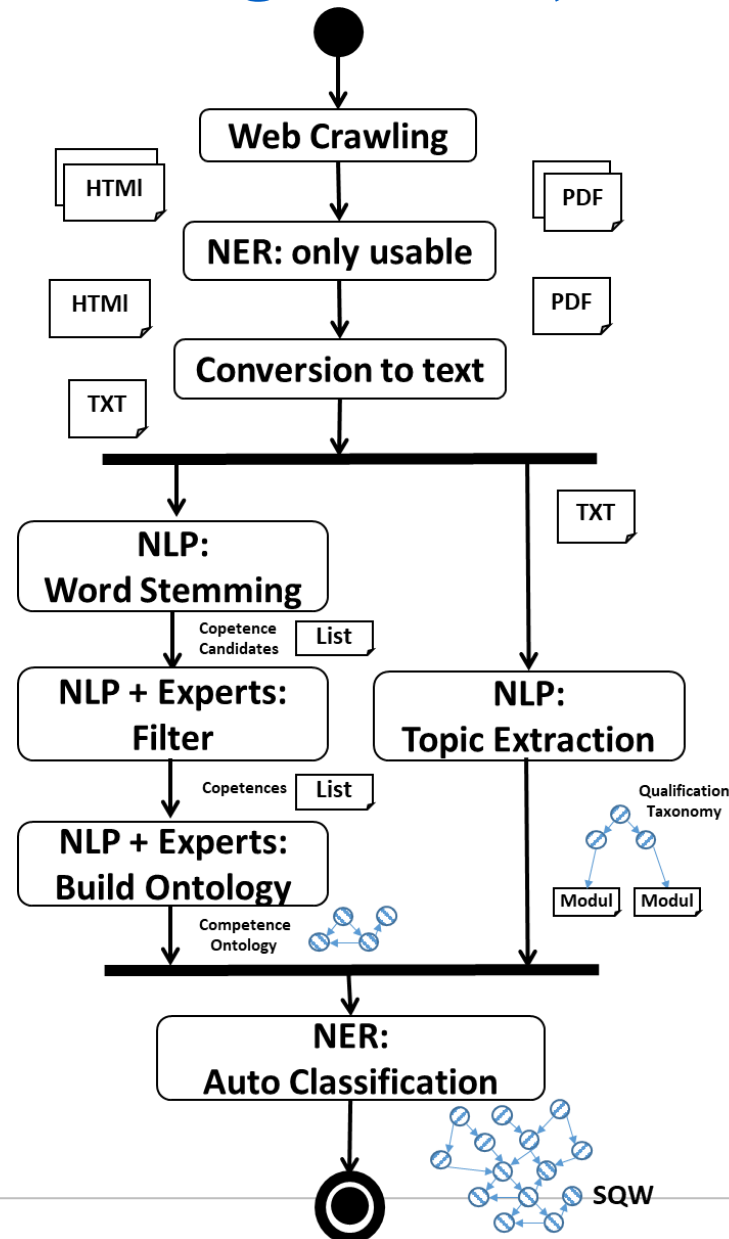 Web Crawling
HTMl
PDF
NER: only usable
HTMl
PDF
Conversion to text
TXT
TXT
NLP:
Word Stemming
Copetence
Candidates
List
NLP + Experts:
Filter
NLP:
Topic Extraction
Copetences
List
Qualification
Taxonomy
NLP + Experts:
Build Ontology
Modul
Modul
Competence
Ontology
NER:
Auto Classification
SQW